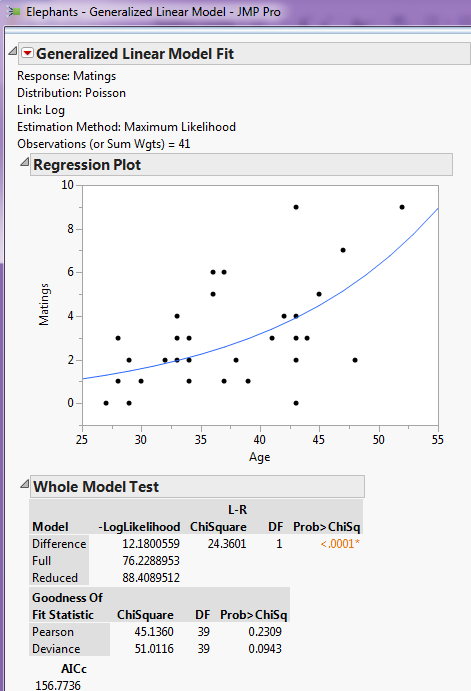 Elephants - Generalized Linear Model - JMP Pro
Generalized Linear Model Fit
Response: Matings
Distribution: Poisson
Link: Log
Estimation Method: Maximum Likelihood
Observations (or Sum Wgts) = 41
Regression Plot
10
8
6
4
2
0
Matings
25 30 35 40 45 50 55
Age
Whole Model Test
L-R
Model -LogLikelihood ChiSquare DF Prob>ChiSq
Difference 12.1800559 24.3601 1 <.0001*
Full 76.2288953
Reduced 88.4089512
Goodness Of
Fit Statistic ChiSquare DF Prob>ChiSq
Pearson 45.1360 39 0.2309
Deviance 51.0116 39 0.0943
AICc
156.7736